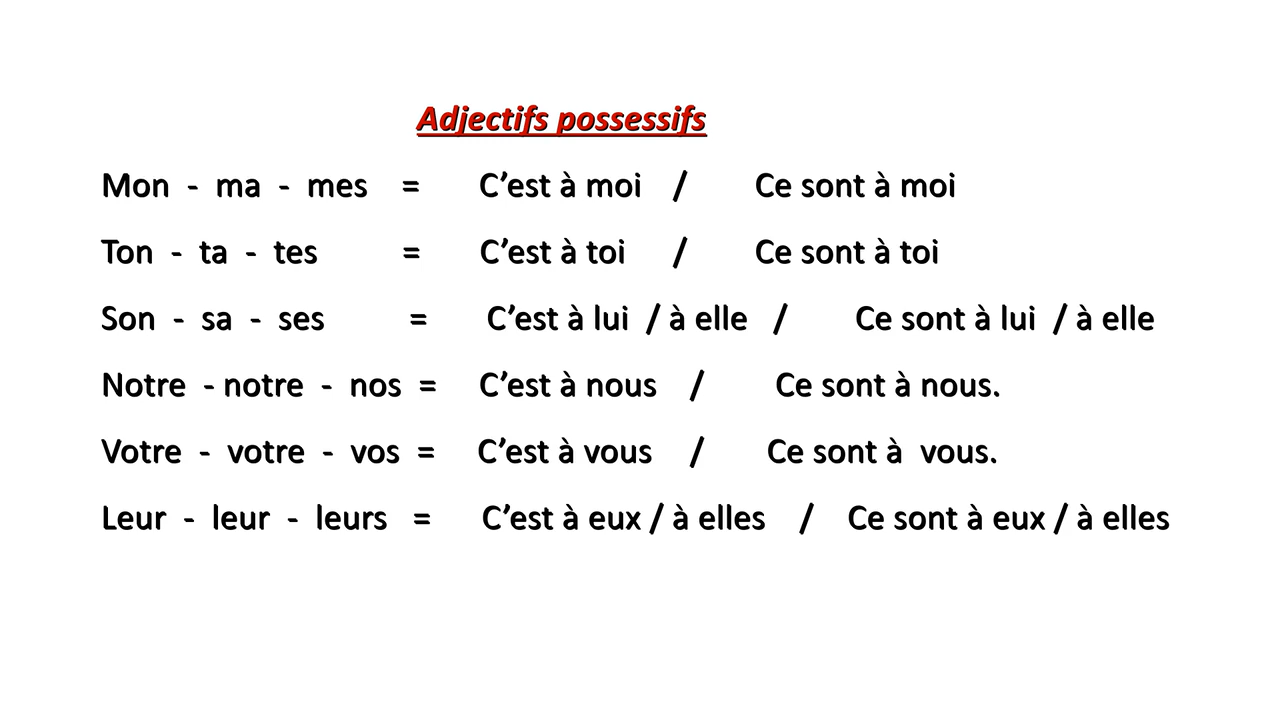 Adjectifs possessifs
Mon - ma - mes = C’est à moi / Ce sont à moi
Ton - ta - tes = C’est à toi / Ce sont à toi
Son - sa - ses = C’est à lui / à elle / Ce sont à lui / à elle
Notre - notre - nos = C’est à nous / Ce sont à nous.
Votre - votre - vos = C’est à vous / Ce sont à vous.
Leur - leur - leurs = C’est à eux / à elles / Ce sont à eux / à elles